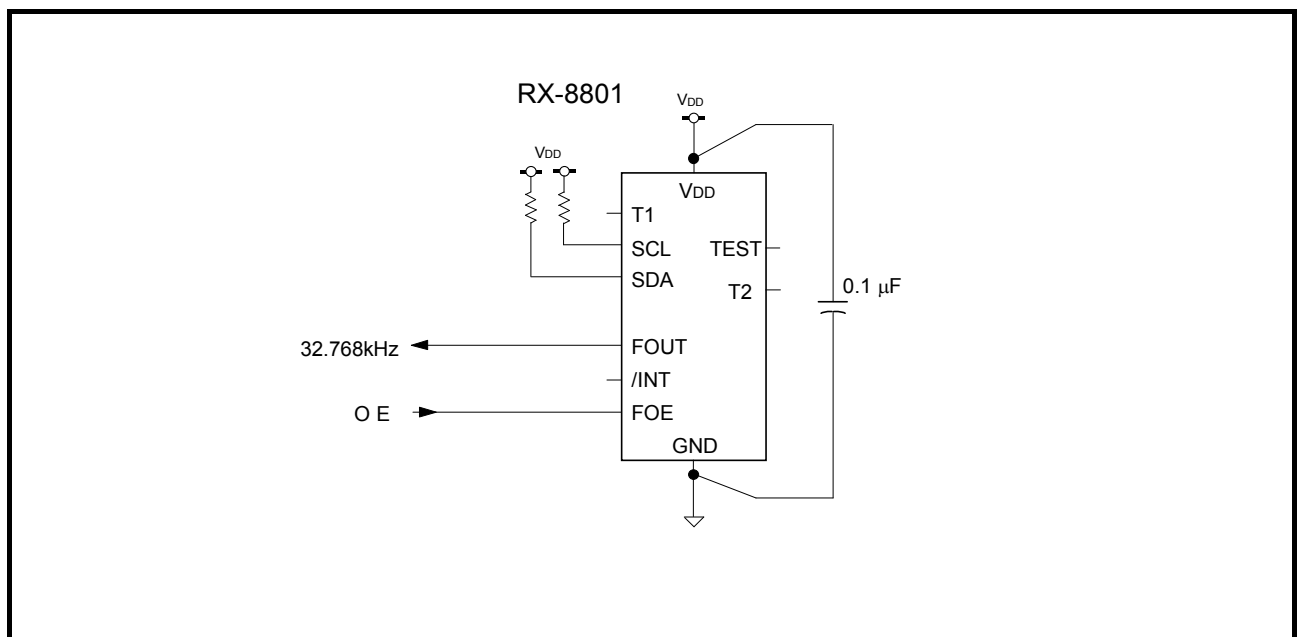 RX-8801
VDD
VDD
VDD
T1
SCL
TEST
SDA
T2
0.1 μF
32.768kHz
FOUT
/INT
O E
FOE
GND